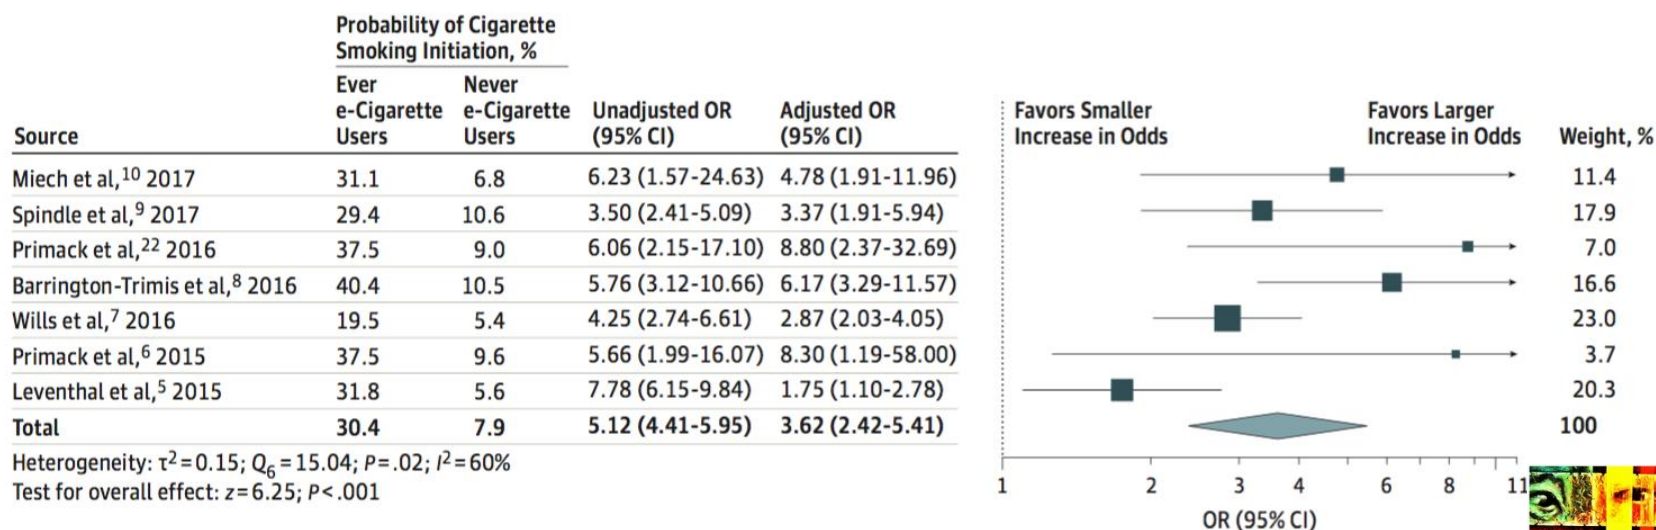 Probability of Cigarette
Smoking Initiation, %
Source
Ever
e-Cigarette
Users
Never
e-Cigarette
Users
Unadjusted OR
(95% CI)
Adjusted OR
(95% CI)
Favors Smaller
Increase in Odds
Favors Larger
Increase in Odds
Weight, %
Miech et al,10 2017 31.1 6.8 6.23 (1.57-24.63) 4.78 (1.91-11.96) 11.4
Spindle et al,9 2017 29.4 10.6 3.50 (2.41-5.09) 3.37 (1.91-5.94) 17.9
Primack et al,22 2016 37.5 9.0 6.06 (2.15-17.10) 8.80 (2.37-32.69) 7.0
Barrington-Trimis et al,8 2016 40.4 10.5 5.76 (3.12-10.66) 6.17 (3.29-11.57) 16.6
Wills et al,7 2016 19.5 5.4 4.25 (2.74-6.61) 2.87 (2.03-4.05) 23.0
Primack et al,6 2015 37.5 9.6 5.66 (1.99-16.07) 8.30 (1.19-58.00) 3.7
Leventhal et al,5 2015 31.8 5.6 7.78 (6.15-9.84) 1.75 (1.10-2.78) 20.3
Total 30.4 7.9 5.12 (4.41-5.95) 3.62 (2.42-5.41) 100
Heterogeneity: τ2=0.15; Q6=15.04; P=.02; I2=60%
Test for overall effect: z=6.25; P<.001
1 2 3 4 6 8 11
OR (95% CI)